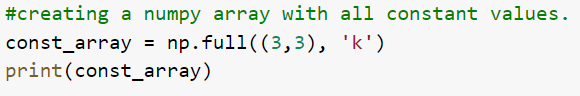 #creating a numpy array with all constant values.
const_array = np.full((3,3), 'k')
print(const_array)